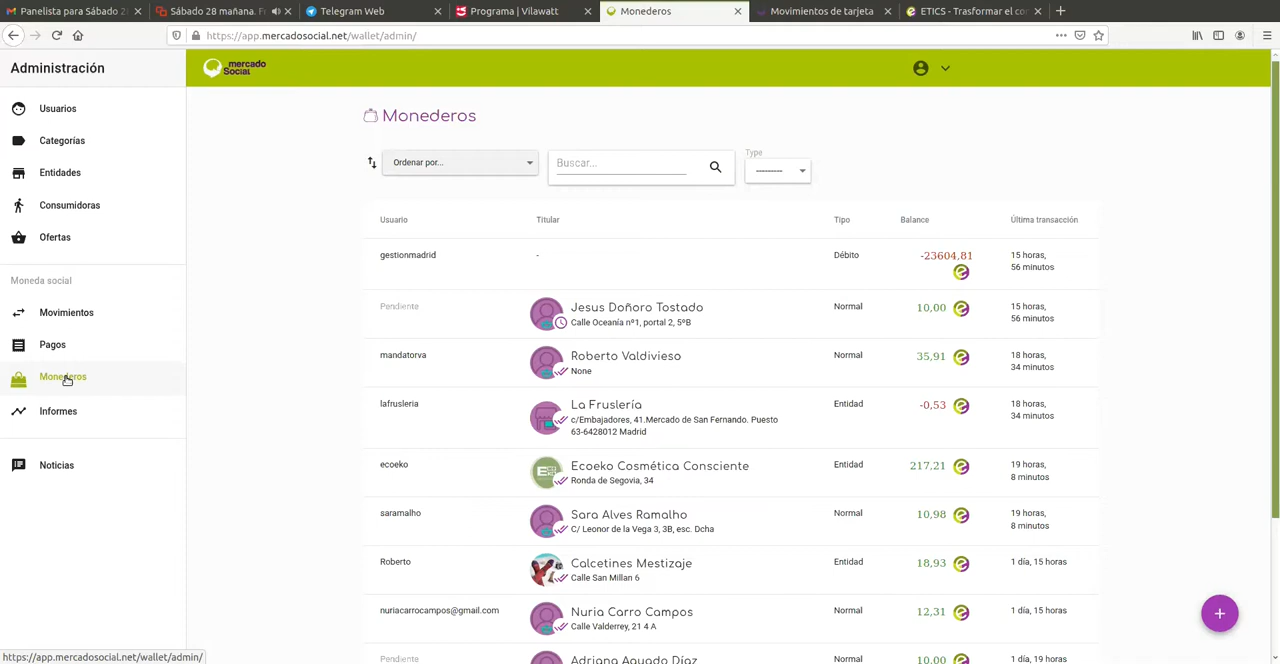 Panelista para Sábado 2
Sábado 28 mañana. F
Telegram Web
Programa | Vilawatt
Monederos
Movimientos de tarjeta
ETICS - Trasformar el co
https://app.mercadosocial.net/wallet/admin/
Administración
mercado
Social
Usuarios
Categorías
Entidades
Consumidoras
Ofertas
Moneda social
Movimientos
Pagos
Monederos
Informes
Noticias
Monederos
Ordenar por...
Buscar...
Type
---------
Usuario Titular Tipo Balance Última transacción
gestionmadrid - Débito -23604,81 15 horas,
56 minutos
Pendiente Jesus Doñoro Tostado Normal 10,00 15 horas,
Calle Oceanía nº1, portal 2, 5ºB 56 minutos
mandatorva Roberto Valdivieso Normal 35,91 18 horas,
None 34 minutos
lafrusleria La Fruslería Entidad -0,53 18 horas,
c/Embajadores, 41.Mercado de San Fernando. Puesto 34 minutos
63-6428012 Madrid
ecoeko Ecoeko Cosmética Consciente Entidad 217,21 19 horas,
Ronda de Segovia, 34 8 minutos
saramalho Sara Alves Ramalho Normal 10,98 19 horas,
C/ Leonor de la Vega 3, 3B, esc. Dcha 8 minutos
Roberto Calcetines Mestizaje Entidad 18,93 1 día, 15 horas
Calle San Millan 6
nuriacarrocampos@gmail.com Nuria Carro Campos Normal 12,31 1 día, 15 horas
Calle Valderrey, 21 4 A
Pendiente Adriana Aguado Díaz Normal 10,00 1 día, 19 horas
https://app.mercadosocial.net/wallet/admin/